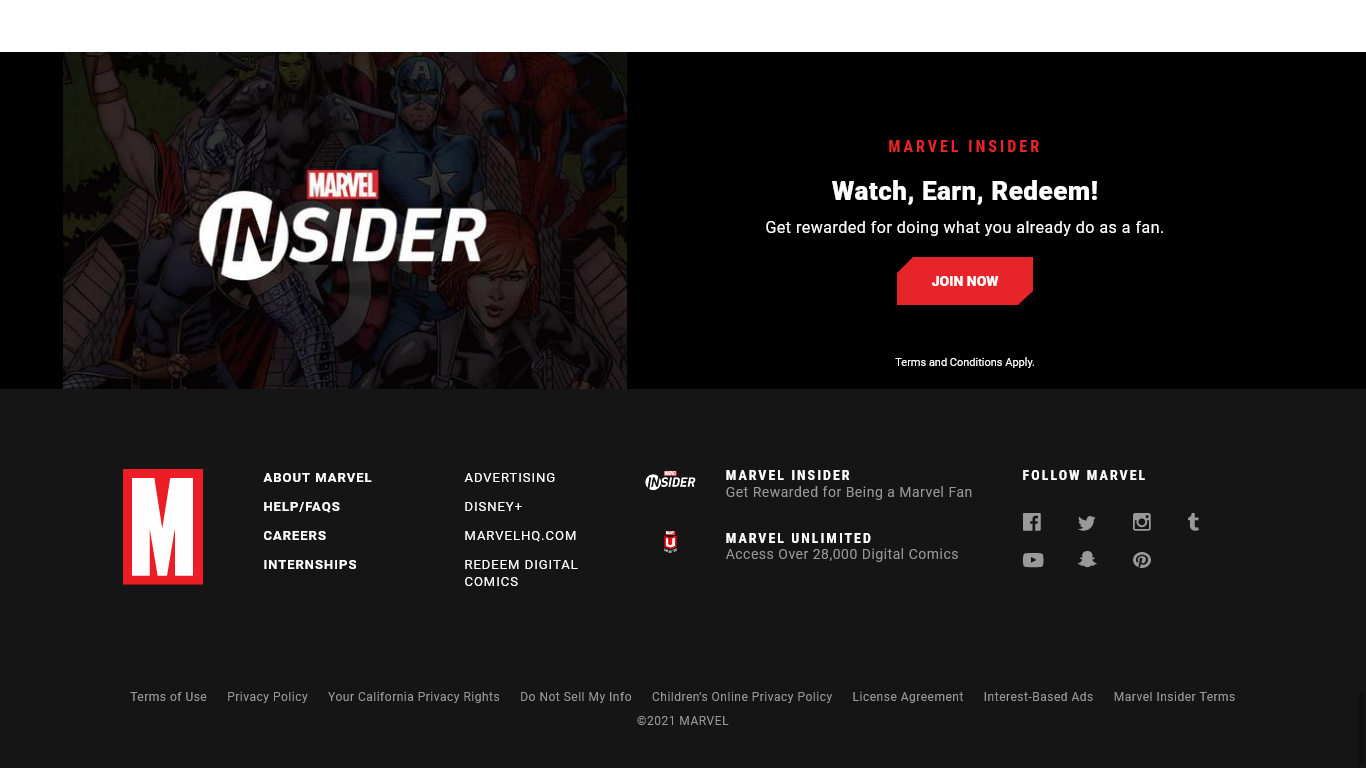 MARVEL
INSIDER
A
MARVEL INSIDER
Watch, Earn, Redeem!
Get rewarded for doing what you already do as a fan.
JOIN NOW
Terms and Conditions Apply.
M
ABOUT MARVEL
HELP/FAQS
CAREERS
INTERNSHIPS
ADVERTISING
DISNEY+
MARVELHQ.COM
REDEEM DIGITAL
COMICS
MARVEL
INSIDER
MARVEL INSIDER
Get Rewarded for Being a Marvel Fan
U
MARVEL UNLIMITED
Access Over 28,000 Digital Comics
FOLLOW MARVEL
Terms of Use Privacy Policy Your California Privacy Rights Do Not Sell My Info Children's Online Privacy Policy License Agreement Interest-Based Ads Marvel Insider Terms
©2021 MARVEL